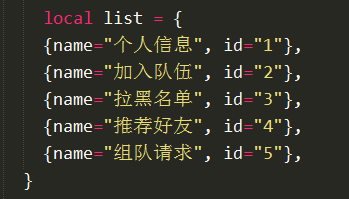 local list = {
{name="个人信息", id="1"},
{name="加入队伍", id="2"},
{name="拉黑名单", id="3"},
{name="推荐好友", id="4"},
{name="组队请求", id="5"},
}